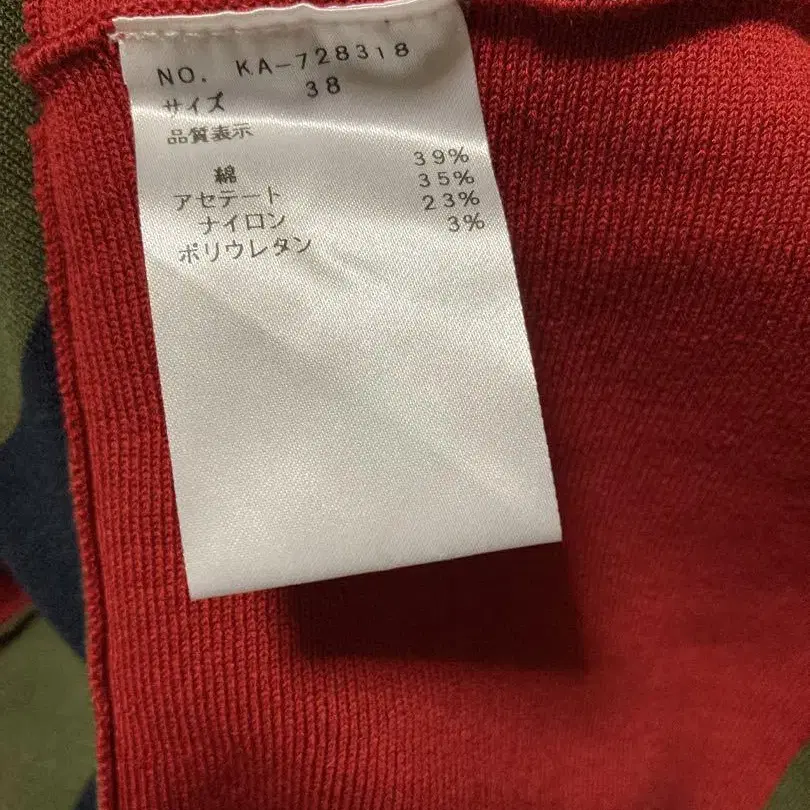 NO. KA-728318
サイズ 38
品質表示
綿 39%
アセテート 35%
ナイロン 23%
ポリウレタン 3%